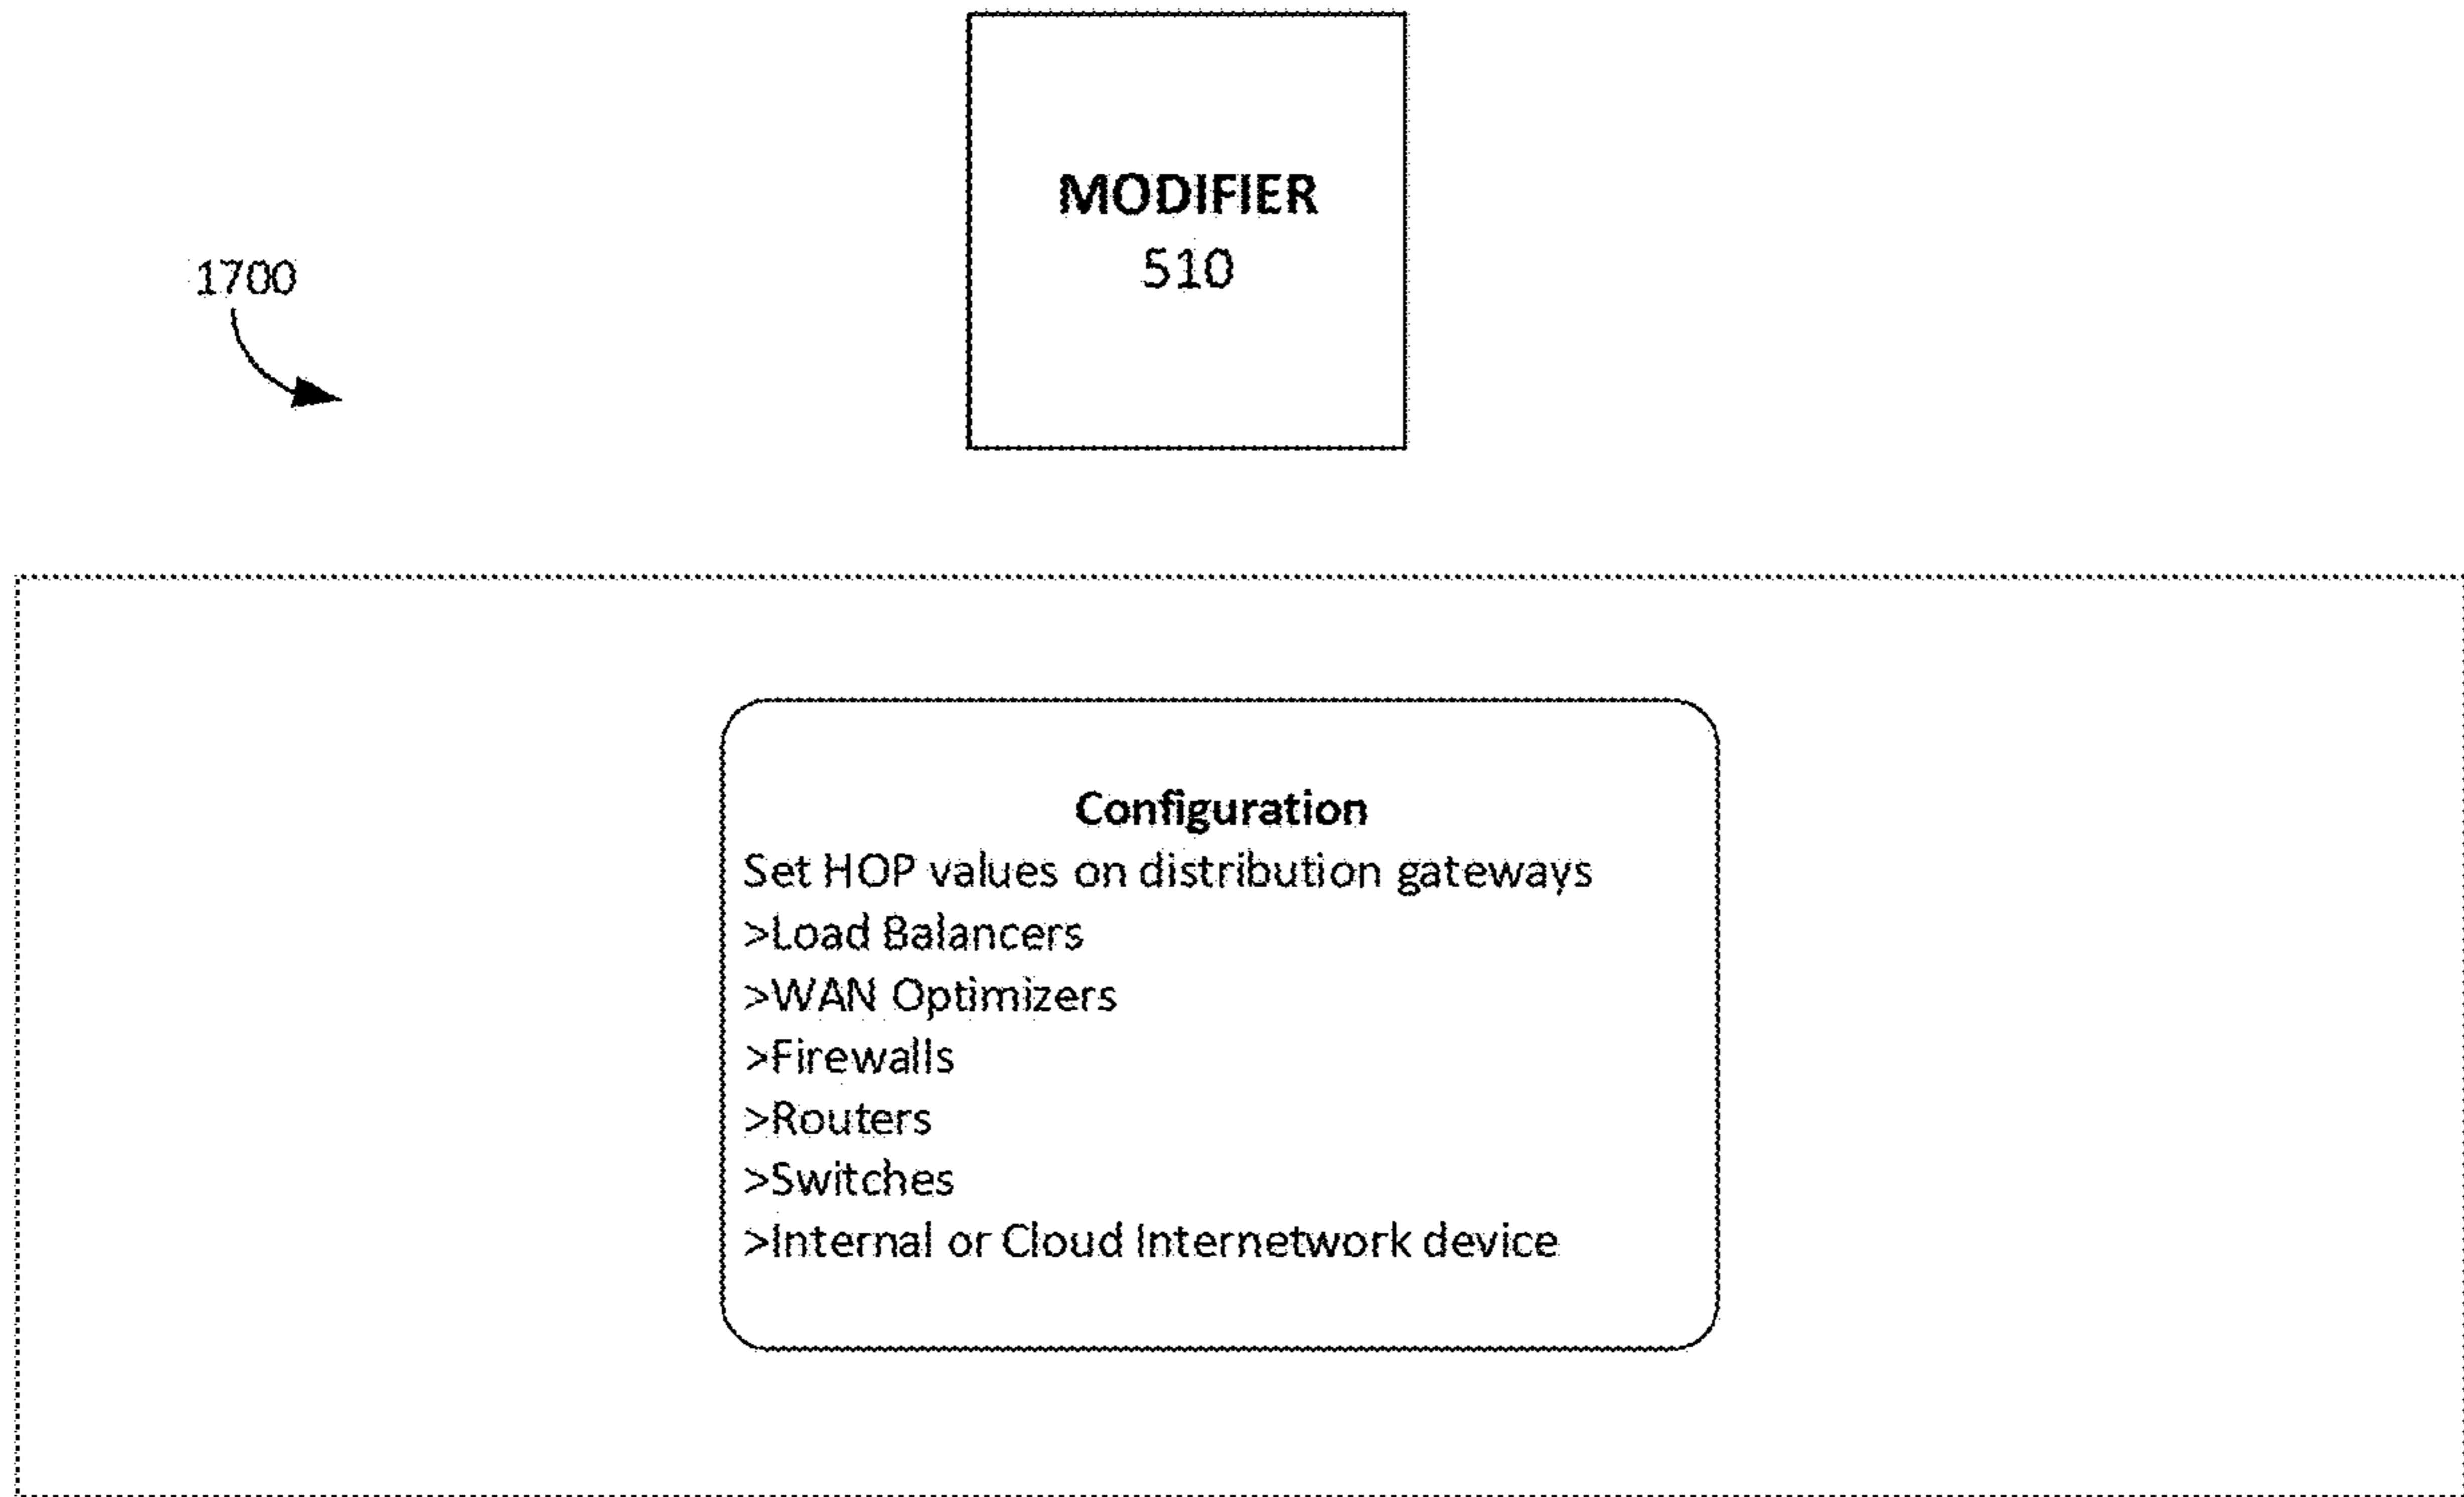 MODIFIER
510
1700
Configuration
Set HOP values on distribution gateways
>Load Balancers
>WAN Optimizers
>Firewalls
>Routers
>Switches
>Internal or Cloud Internetwork device